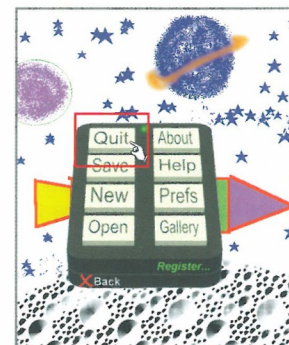 Quit About
Save Help
New Prefs
Open Gallery
Register...
Back